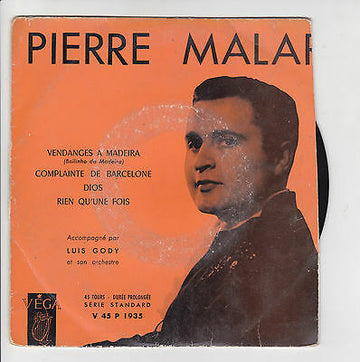 PIERRE MALAR
VENDANGES A MADEIRA
(Bailinho da Madeira)
COMPLAINTE DE BARCELONE
DIOS
RIEN QU'UNE FOIS
Accompagné par
LUIS GODY
et son orchestre
VÉGA
45 TOURS - DURÉE PROLONGÉE
SÉRIE STANDARD
V 45 P 1935